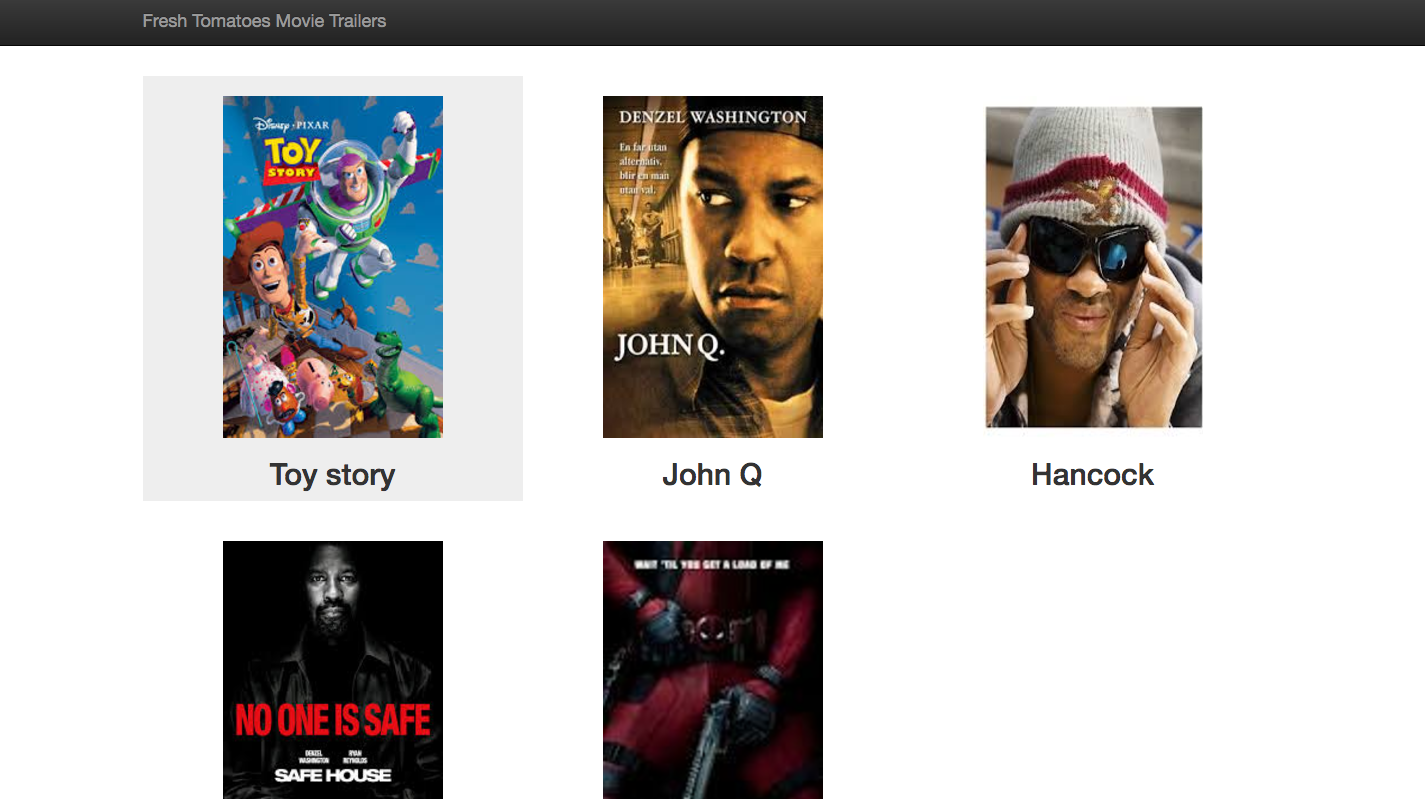 Fresh Tomatoes Movie Trailers
DISNEY · PIXAR
TOY
STORY
DENZEL WASHINGTON
En far utan
alternativ,
blir en man
utan val.
JOHN Q.
Toy story
John Q
Hancock
NO ONE IS SAFE
DENZEL WASHINGTON
RYAN REYNOLDS
SAFE HOUSE
WAIT 'TIL YOU GET A LOAD OF ME